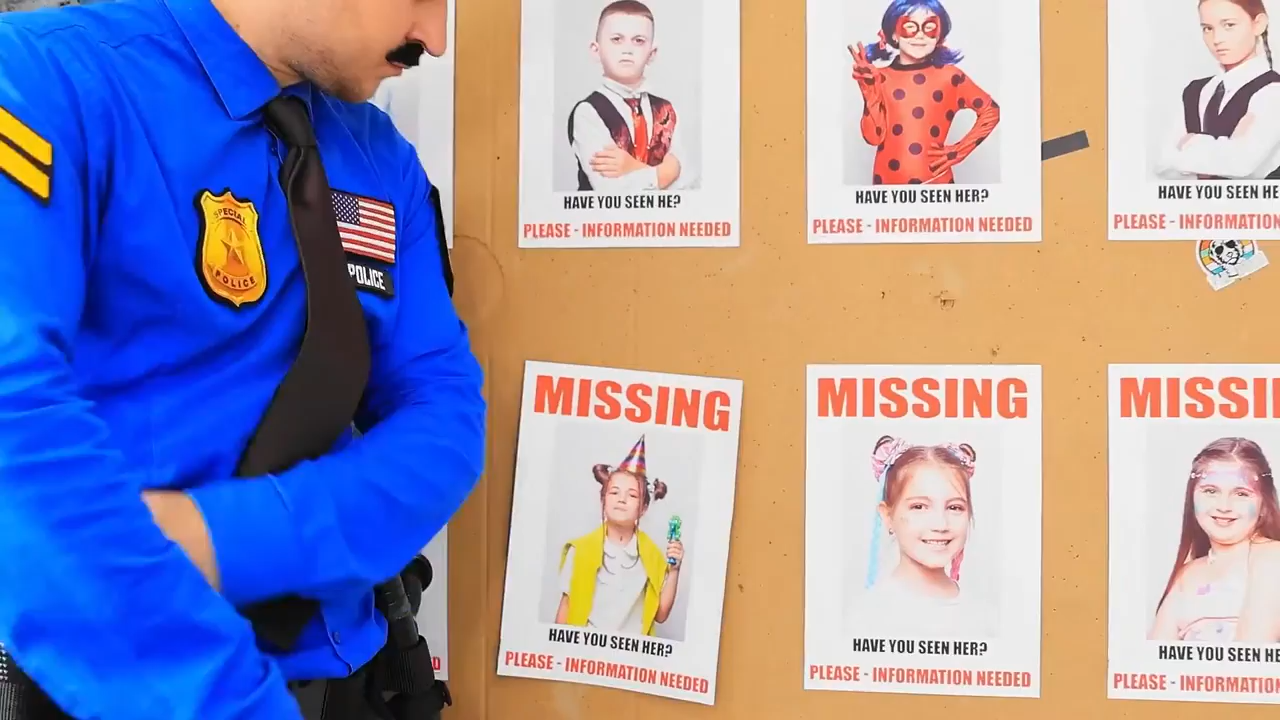 HAVE YOU SEEN HE?
PLEASE - INFORMATION NEEDED
HAVE YOU SEEN HER?
PLEASE - INFORMATION NEEDED
HAVE YOU SEEN HE
PLEASE - INFORMATION
SPECIAL
POLICE
POLICE
MISSING
HAVE YOU SEEN HER?
PLEASE - INFORMATION NEEDED
MISSING
HAVE YOU SEEN HER?
PLEASE - INFORMATION NEEDED
MISSI
HAVE YOU SEEN HE
PLEASE - INFORMATION
D